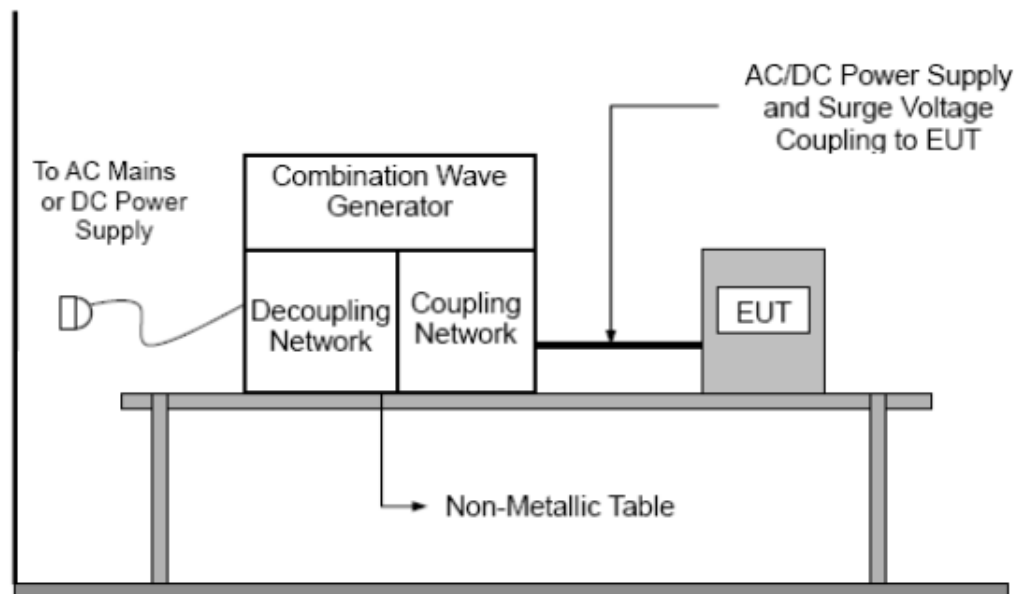 AC/DC Power Supply
and Surge Voltage
Coupling to EUT
To AC Mains
or DC Power
Supply
Combination Wave
Generator
Decoupling
Network
Coupling
Network
EUT
Non-Metallic Table